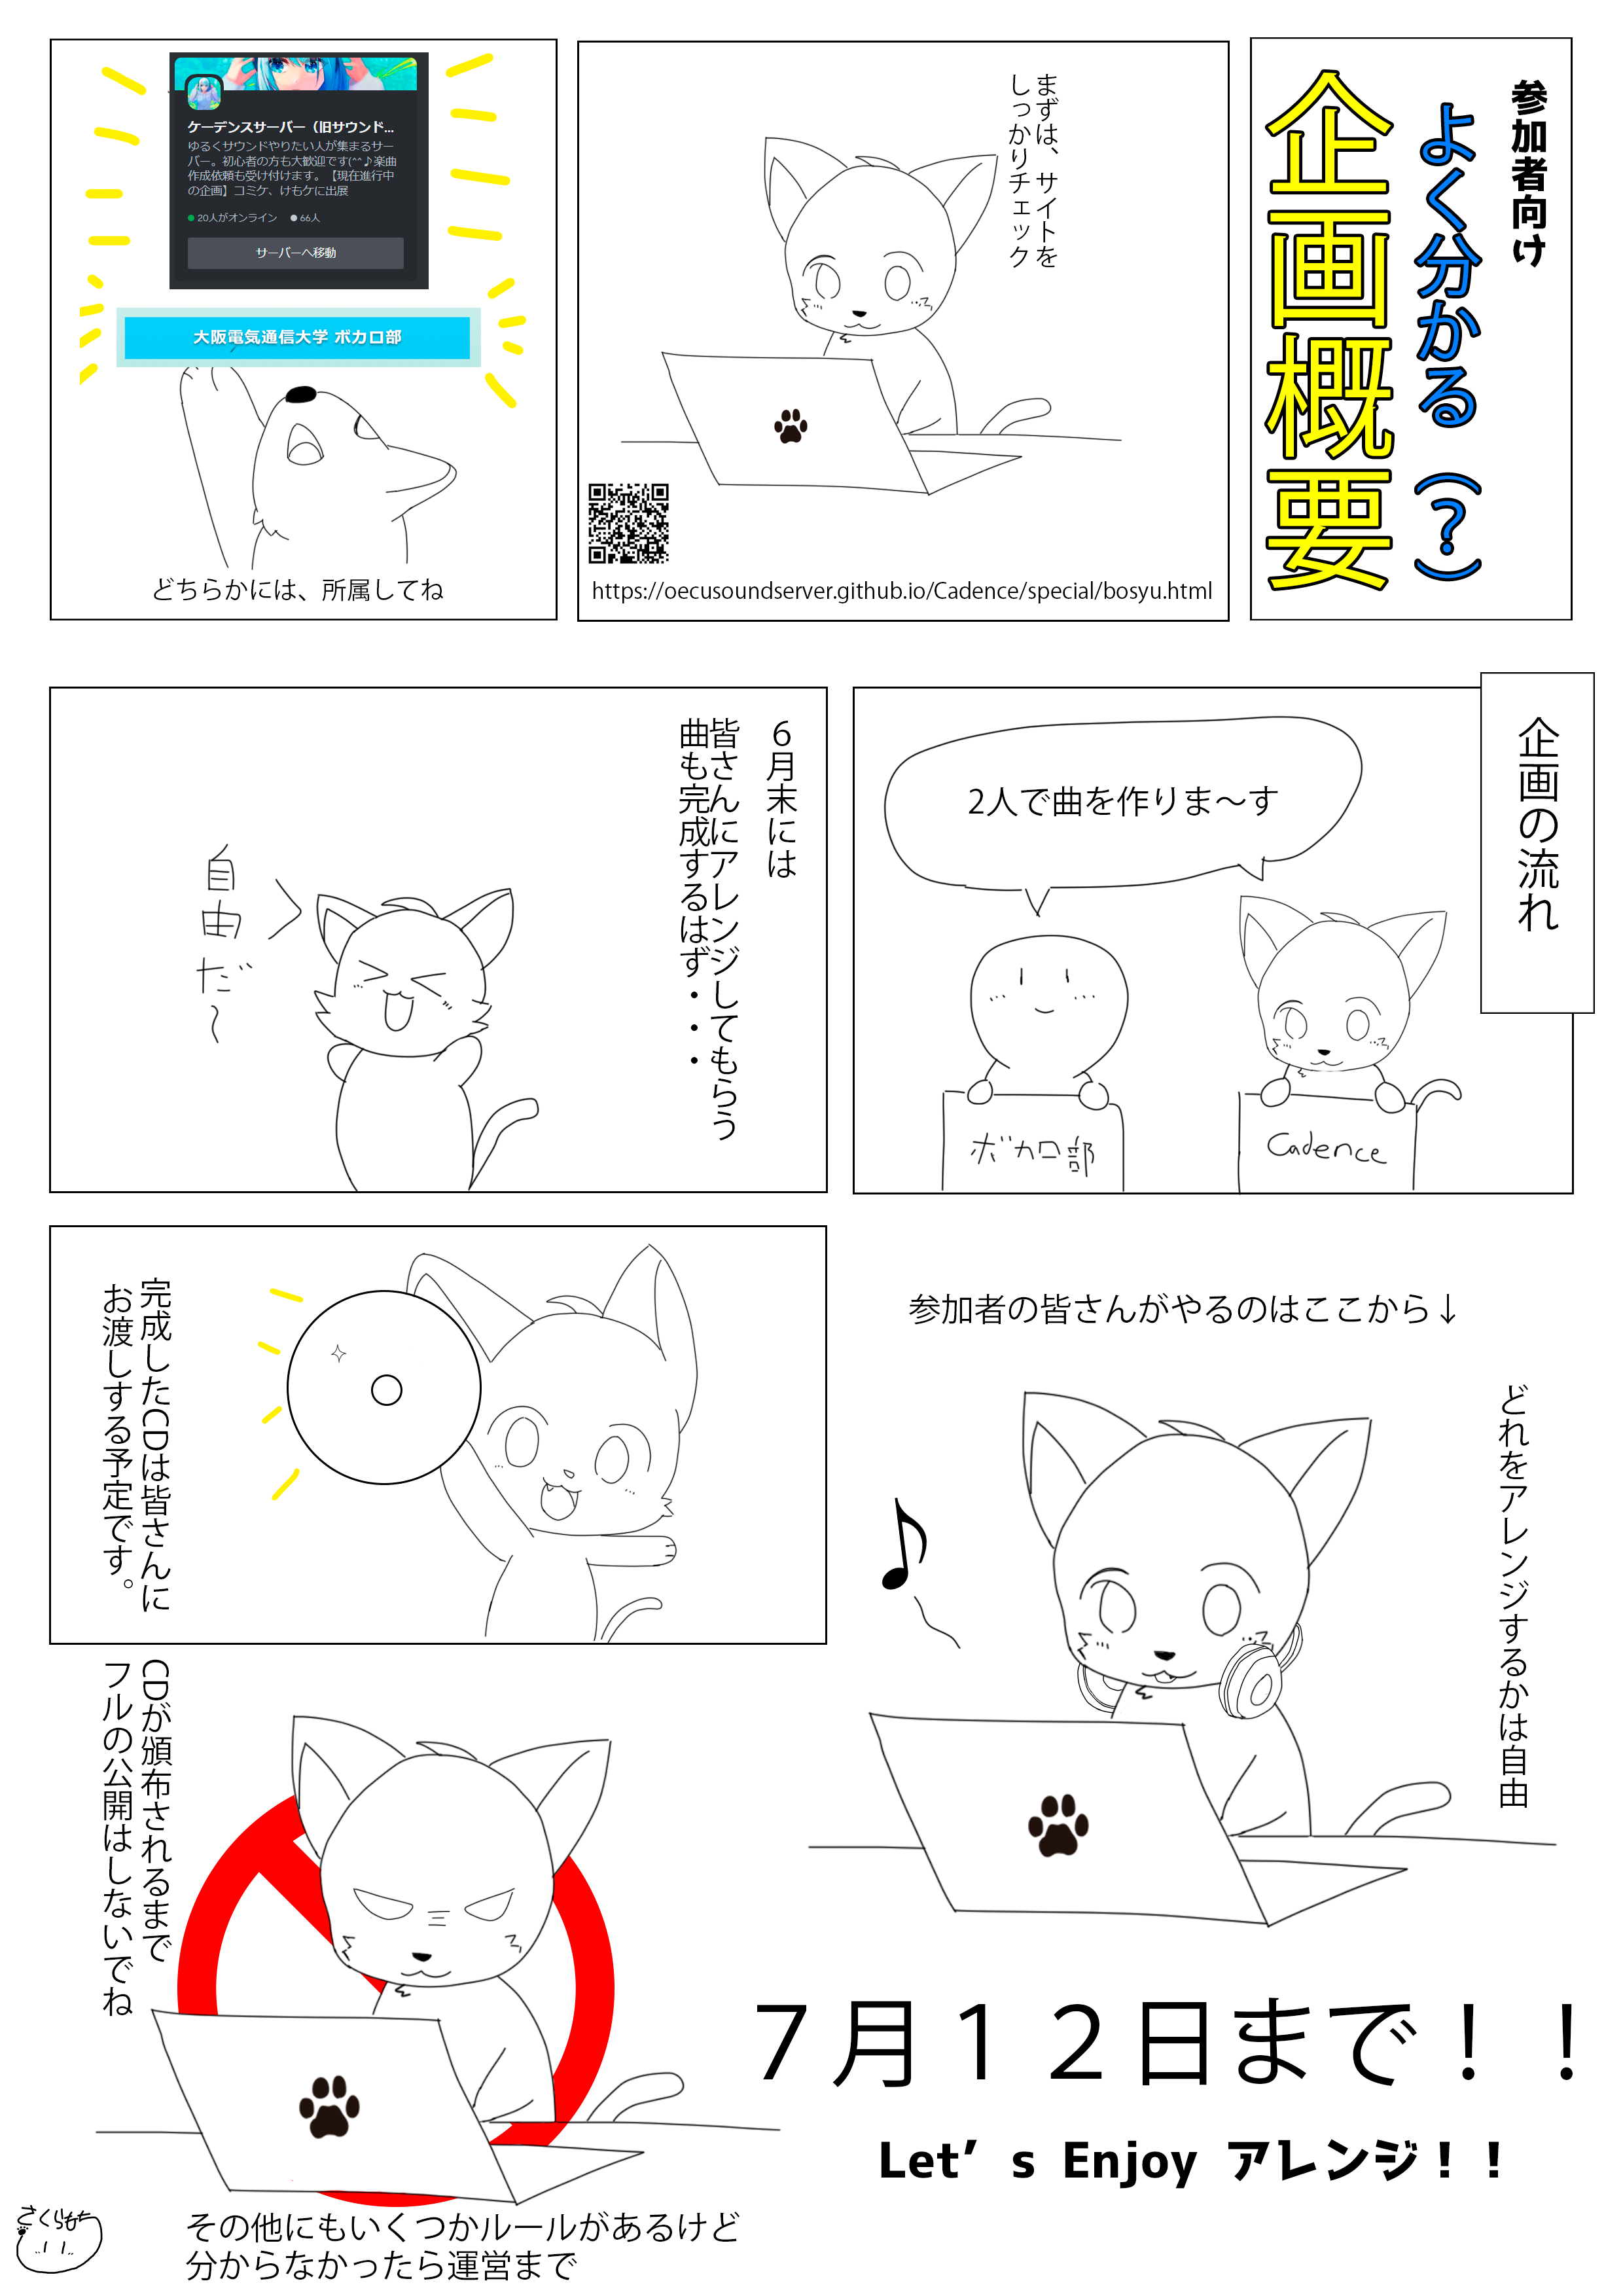 参加者向け
よく分かる(?)
企画概要
まずは、サイトを
しっかりチェック
https://oecusoundserver.github.io/Cadence/special/bosyu.html
ケーデンスサーバー（旧サウンド...
ゆるくサウンドやりたい人が集まるサー
バー。初心者の方も大歓迎です(^^♪楽曲
作成依頼も受け付けます。【現在進行中
の企画】コミケ、けもケに出展
20人がオンライン 66人
サーバーへ移動
大阪電気通信大学 ボカロ部
どちらかには、所属してね
企画の流れ
2人で曲を作りま～す
ボカロ部
Cadence
６月末には
皆さんにアレンジしてもらう
曲も完成するはず・・・
自由だ～
参加者の皆さんがやるのはここから↓
どれをアレンジするかは自由
７月１２日まで！！
Let’s Enjoy アレンジ！！
完成したCDは皆さんに
お渡しする予定です。
CDが頒布されるまで
フルの公開はしないでね
その他にもいくつかルールがあるけど
分からなかったら運営まで
さくらもち